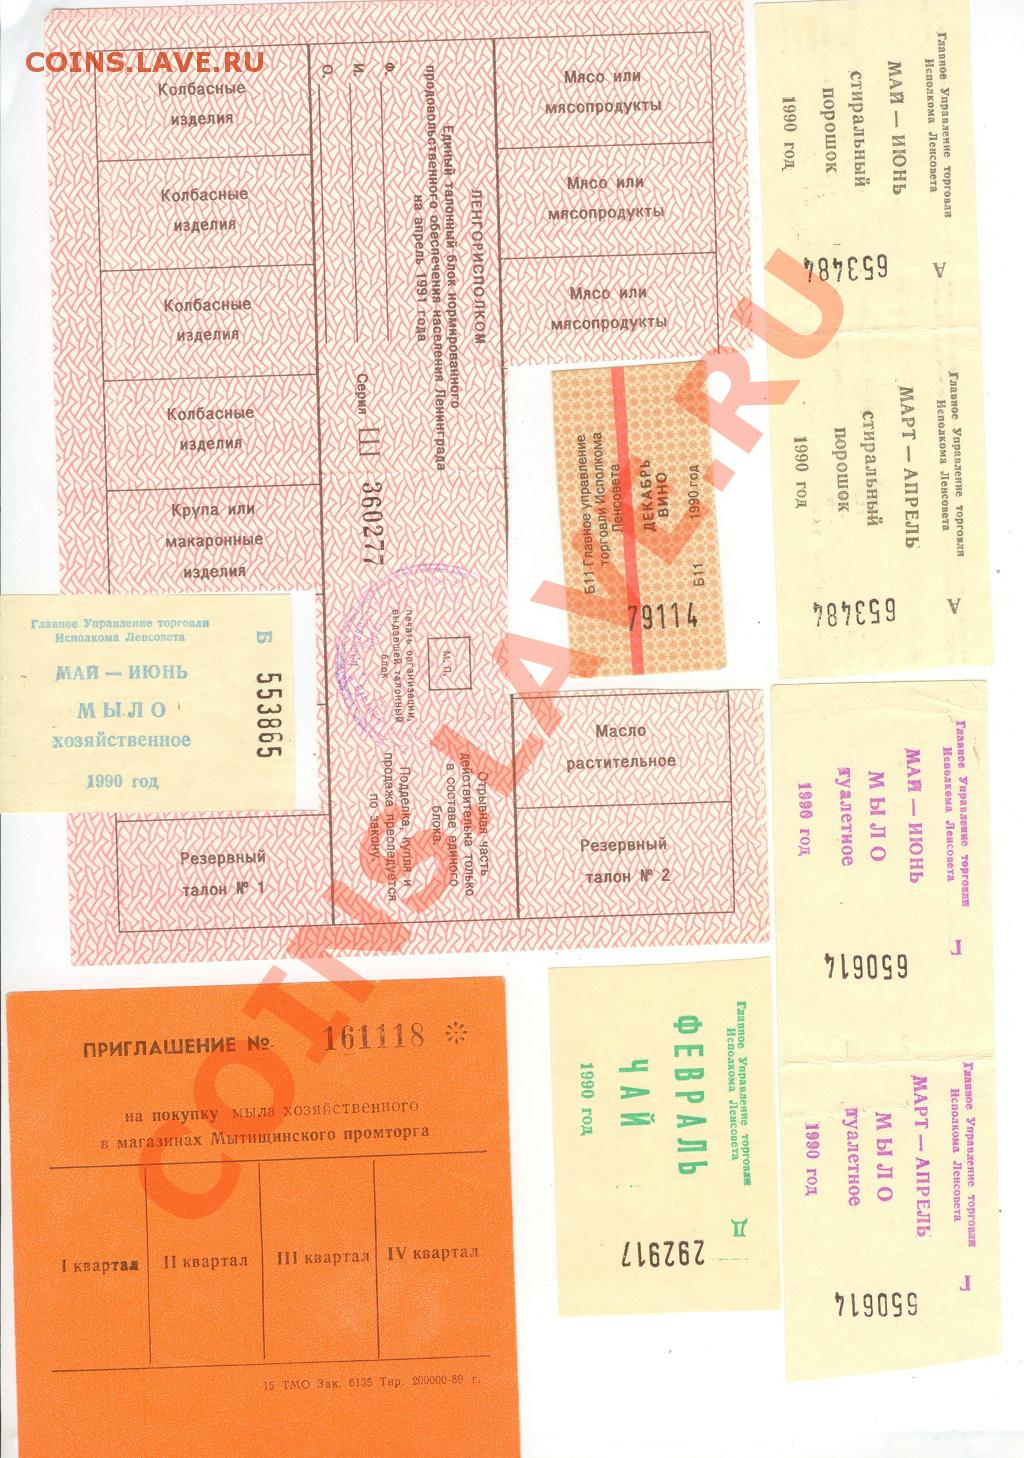 COINS.LAVE.RU
Колбасные
изделия
Колбасные
изделия
Колбасные
изделия
Колбасные
изделия
Крупа или
макаронные
изделия
Резервный
талон № 1
ЛЕНГОРИСПОЛКОМ
Единый талонный блок нормированного
продовольственного обеспечения населения Ленинграда
на апрель 1991 года
Ф.
И.
О.
Серия III 360277
М. П.
печать организации,
выдавшей талонный
блок
Отрывная часть
действительна только
в составе единого
блока.
Подделка, купля и
продажа преследуется
по закону.
Мясо или
мясопродукты
Мясо или
мясопродукты
Мясо или
мясопродукты
Масло
растительное
Резервный
талон № 2
Б11 Главное управление
торговли Исполкома
Ленсовета
ДЕКАБРЬ
ВИНО
1990 год
Б11
79114
Главное Управление торговли
Исполкома Ленсовета
МАЙ — ИЮНЬ
стиральный
порошок
1990 год
А
653484
Главное Управление торговли
Исполкома Ленсовета
МАРТ — АПРЕЛЬ
стиральный
порошок
1990 год
А
653484
Главное Управление торговли
Исполкома Ленсовета
МАЙ — ИЮНЬ
МЫЛО
хозяйственное
1990 год
Б
553865
Главное Управление торговли
Исполкома Ленсовета
МАЙ — ИЮНЬ
МЫЛО
туалетное
1990 год
650614
Главное Управление торговли
Исполкома Ленсовета
МАРТ — АПРЕЛЬ
МЫЛО
туалетное
1990 год
650614
Главное Управление торговли
Исполкома Ленсовета
ФЕВРАЛЬ
ЧАЙ
1990 год
Д
292917
ПРИГЛАШЕНИЕ № 161118
на покупку мыла хозяйственного
в магазинах Мытищинского промторга
I квартал
II квартал
III квартал
IV квартал
15 ТМО Зак. 6135 Тир. 200000-89 г.
COINS.LAVE.RU